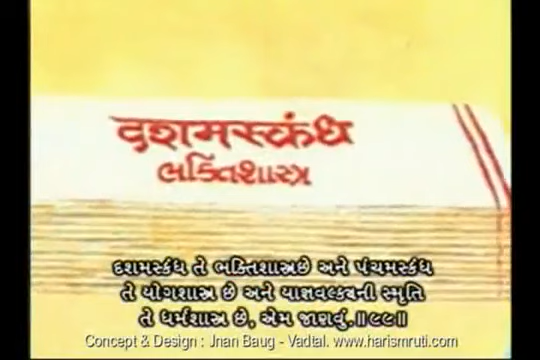 દશમસ્કંધ
ભક્તિશાસ્ત્ર
દશમસ્કંધ તે ભક્તિશાસ્ત્રછે અને પંચમસ્કંધ
તે યોગશાસ્ત્ર છે અને યાજ્ઞવલ્ક્યની સ્મૃતિ
તે ધર્મશાસ્ત્ર છે, એમ જાણવું.॥૯૯॥
Concept & Design : Jnan Baug - Vadtal. www.harismruti.com